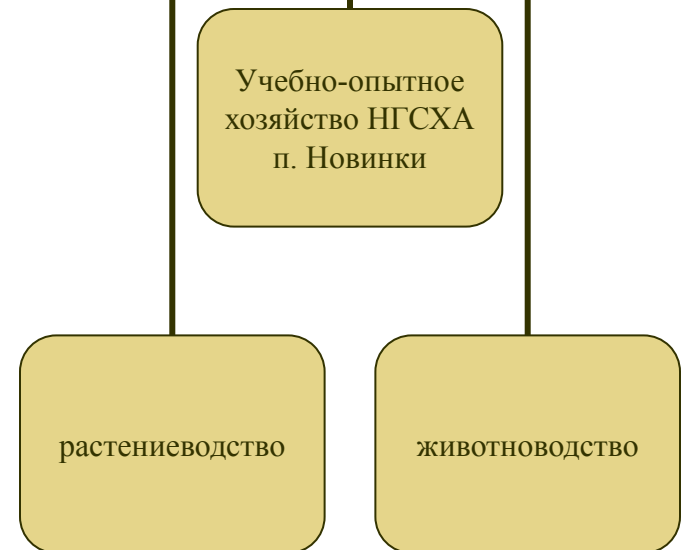 Учебно-опытное
хозяйство НГСХА
п. Новинки
растениеводство
животноводство